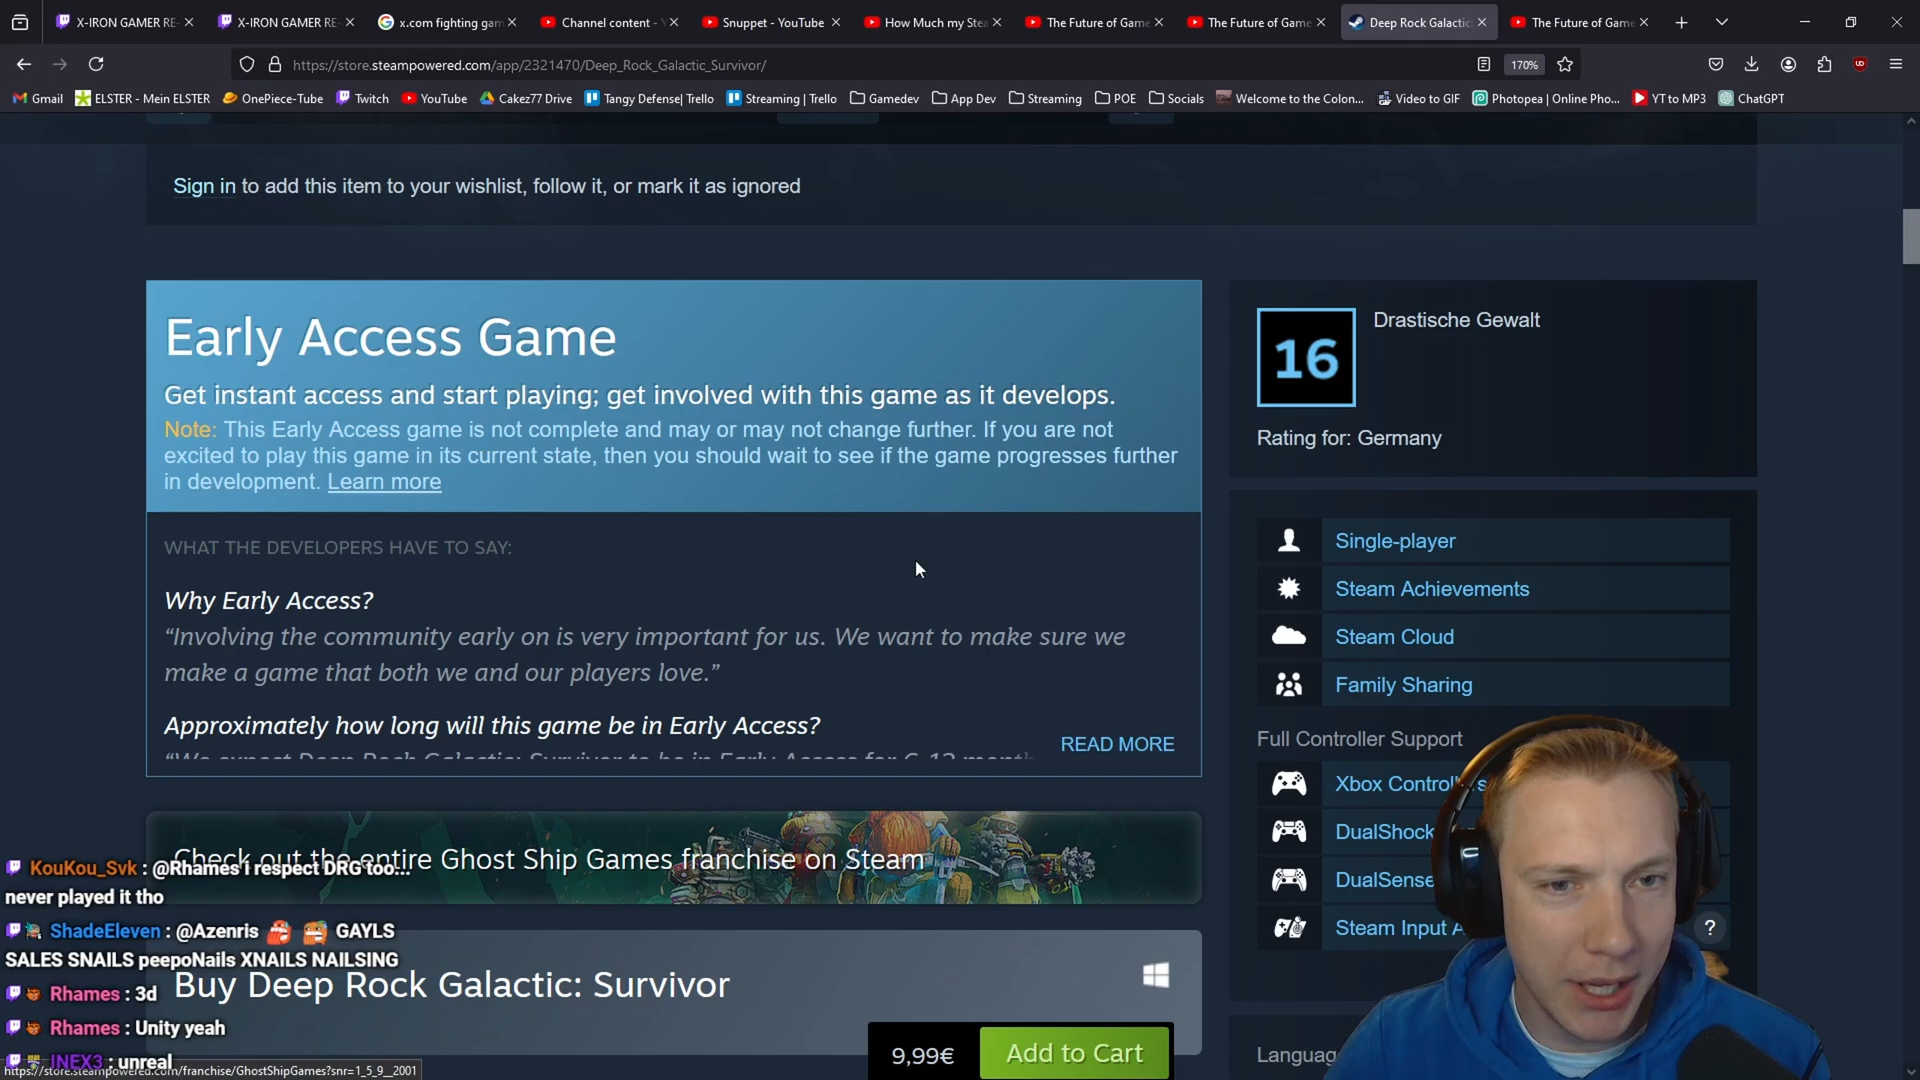 X-IRON GAMER RE-
X-IRON GAMER RE-
x.com fighting gam
Channel content - Y
Snuppet - YouTube
How Much my Stea
The Future of Game
The Future of Game
Deep Rock Galactic:
The Future of Game
https://store.steampowered.com/app/2321470/Deep_Rock_Galactic_Survivor/
170%
Gmail
ELSTER - Mein ELSTER
OnePiece-Tube
Twitch
YouTube
Cakez77 Drive
Tangy Defense| Trello
Streaming | Trello
Gamedev
App Dev
Streaming
POE
Socials
Welcome to the Colon...
Video to GIF
Photopea | Online Pho...
YT to MP3
ChatGPT
Sign in to add this item to your wishlist, follow it, or mark it as ignored
Early Access Game
Get instant access and start playing; get involved with this game as it develops.
Note: This Early Access game is not complete and may or may not change further. If you are not
excited to play this game in its current state, then you should wait to see if the game progresses further
in development. Learn more
WHAT THE DEVELOPERS HAVE TO SAY:
Why Early Access?
“Involving the community early on is very important for us. We want to make sure we
make a game that both we and our players love.”
Approximately how long will this game be in Early Access?
READ MORE
Check out the entire Ghost Ship Games franchise on Steam
Buy Deep Rock Galactic: Survivor
9,99€
Add to Cart
16
Drastische Gewalt
Rating for: Germany
Single-player
Steam Achievements
Steam Cloud
Family Sharing
Full Controller Support
Xbox Controllers
DualShock
DualSense
Steam Input A
?
Language
KouKou_Svk : @Rhames i respect DRG too...
never played it tho
ShadeEleven : @Azenris GAYLS
SALES SNAILS peepoNails XNAILS NAILSING
Rhames : 3d
Rhames : Unity yeah
INEX3 : unreal
https://store.steampowered.com/franchise/GhostShipGames?snr=1_5_9__2001